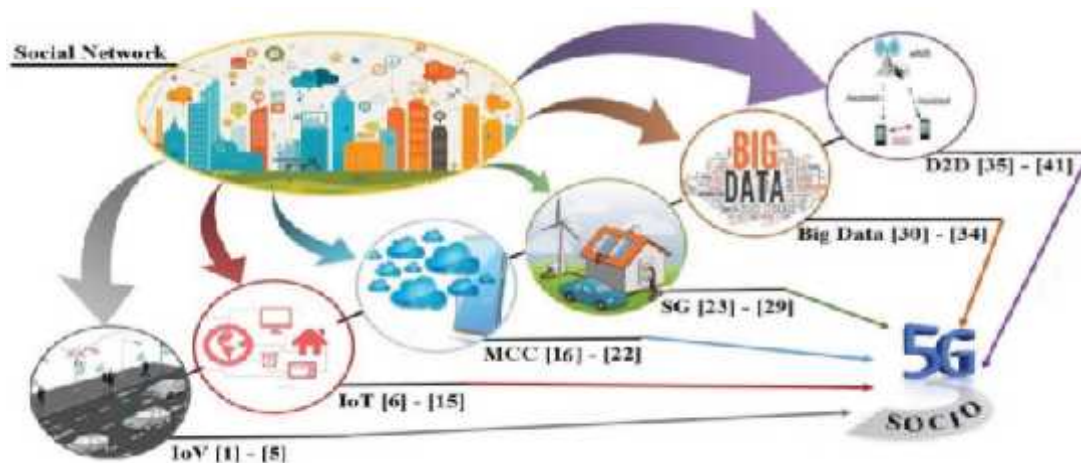 Social Network
BIG
DATA
D2D [35] - [41]
Big Data [30] - [34]
SG [23] - [29]
MCC [16] - [22]
IoT [6] - [15]
IoV [1] - [5]
5G
SOCIO